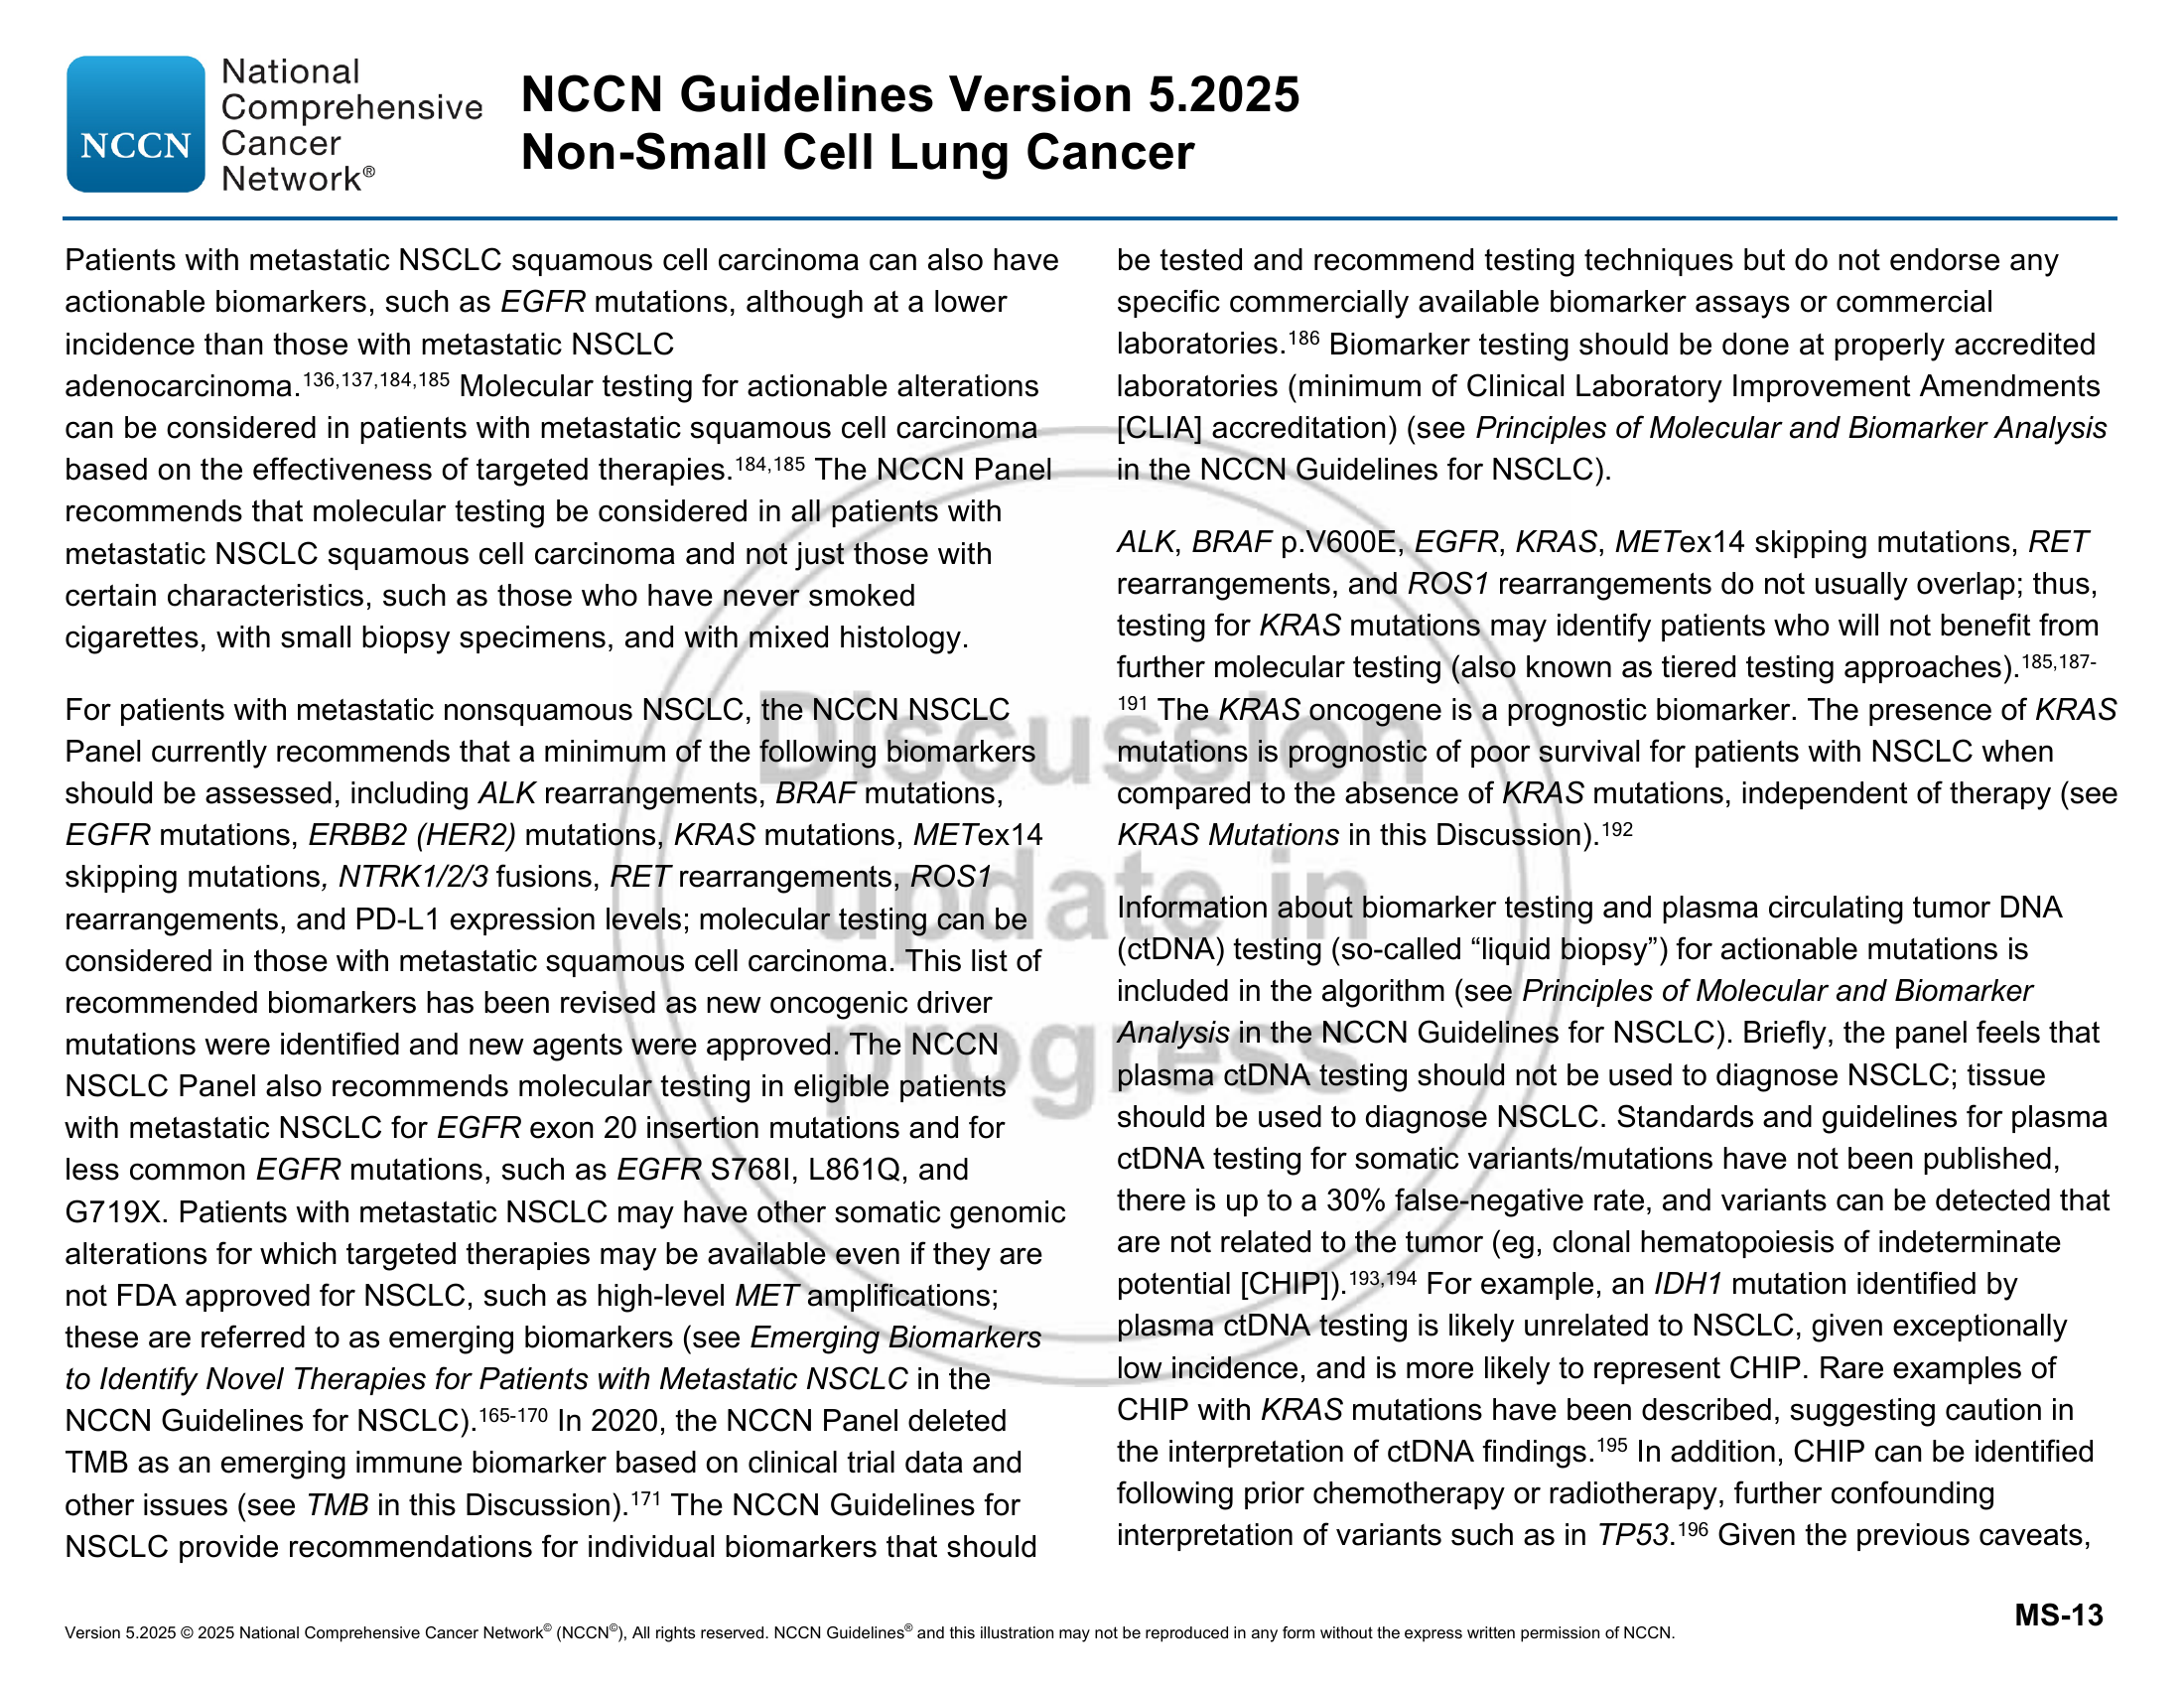 National
Comprehensive
NCCN Cancer
Network®
NCCN Guidelines Version 5.2025
Non-Small Cell Lung Cancer
Patients with metastatic NSCLC squamous cell carcinoma can also have
actionable biomarkers, such as EGFR mutations, although at a lower
incidence than those with metastatic NSCLC
adenocarcinoma.136,137,184,185 Molecular testing for actionable alterations
can be considered in patients with metastatic squamous cell carcinoma
based on the effectiveness of targeted therapies.184,185 The NCCN Panel
recommends that molecular testing be considered in all patients with
metastatic NSCLC squamous cell carcinoma and not just those with
certain characteristics, such as those who have never smoked
cigarettes, with small biopsy specimens, and with mixed histology.
For patients with metastatic nonsquamous NSCLC, the NCCN NSCLC
Panel currently recommends that a minimum of the following biomarkers
should be assessed, including ALK rearrangements, BRAF mutations,
EGFR mutations, ERBB2 (HER2) mutations, KRAS mutations, METex14
skipping mutations, NTRK1/2/3 fusions, RET rearrangements, ROS1
rearrangements, and PD-L1 expression levels; molecular testing can be
considered in those with metastatic squamous cell carcinoma. This list of
recommended biomarkers has been revised as new oncogenic driver
mutations were identified and new agents were approved. The NCCN
NSCLC Panel also recommends molecular testing in eligible patients
with metastatic NSCLC for EGFR exon 20 insertion mutations and for
less common EGFR mutations, such as EGFR S768I, L861Q, and
G719X. Patients with metastatic NSCLC may have other somatic genomic
alterations for which targeted therapies may be available even if they are
not FDA approved for NSCLC, such as high-level MET amplifications;
these are referred to as emerging biomarkers (see Emerging Biomarkers
to Identify Novel Therapies for Patients with Metastatic NSCLC in the
NCCN Guidelines for NSCLC).165-170 In 2020, the NCCN Panel deleted
TMB as an emerging immune biomarker based on clinical trial data and
other issues (see TMB in this Discussion).171 The NCCN Guidelines for
NSCLC provide recommendations for individual biomarkers that should
be tested and recommend testing techniques but do not endorse any
specific commercially available biomarker assays or commercial
laboratories.186 Biomarker testing should be done at properly accredited
laboratories (minimum of Clinical Laboratory Improvement Amendments
[CLIA] accreditation) (see Principles of Molecular and Biomarker Analysis
in the NCCN Guidelines for NSCLC).
ALK, BRAF p.V600E, EGFR, KRAS, METex14 skipping mutations, RET
rearrangements, and ROS1 rearrangements do not usually overlap; thus,
testing for KRAS mutations may identify patients who will not benefit from
further molecular testing (also known as tiered testing approaches).185,187-
191 The KRAS oncogene is a prognostic biomarker. The presence of KRAS
mutations is prognostic of poor survival for patients with NSCLC when
compared to the absence of KRAS mutations, independent of therapy (see
KRAS Mutations in this Discussion).192
Information about biomarker testing and plasma circulating tumor DNA
(ctDNA) testing (so-called “liquid biopsy”) for actionable mutations is
included in the algorithm (see Principles of Molecular and Biomarker
Analysis in the NCCN Guidelines for NSCLC). Briefly, the panel feels that
plasma ctDNA testing should not be used to diagnose NSCLC; tissue
should be used to diagnose NSCLC. Standards and guidelines for plasma
ctDNA testing for somatic variants/mutations have not been published,
there is up to a 30% false-negative rate, and variants can be detected that
are not related to the tumor (eg, clonal hematopoiesis of indeterminate
potential [CHIP]).193,194 For example, an IDH1 mutation identified by
plasma ctDNA testing is likely unrelated to NSCLC, given exceptionally
low incidence, and is more likely to represent CHIP. Rare examples of
CHIP with KRAS mutations have been described, suggesting caution in
the interpretation of ctDNA findings.195 In addition, CHIP can be identified
following prior chemotherapy or radiotherapy, further confounding
interpretation of variants such as in TP53.196 Given the previous caveats,
Discussion
update in
progress
MS-13
Version 5.2025 © 2025 National Comprehensive Cancer Network© (NCCN©), All rights reserved. NCCN Guidelines® and this illustration may not be reproduced in any form without the express written permission of NCCN.